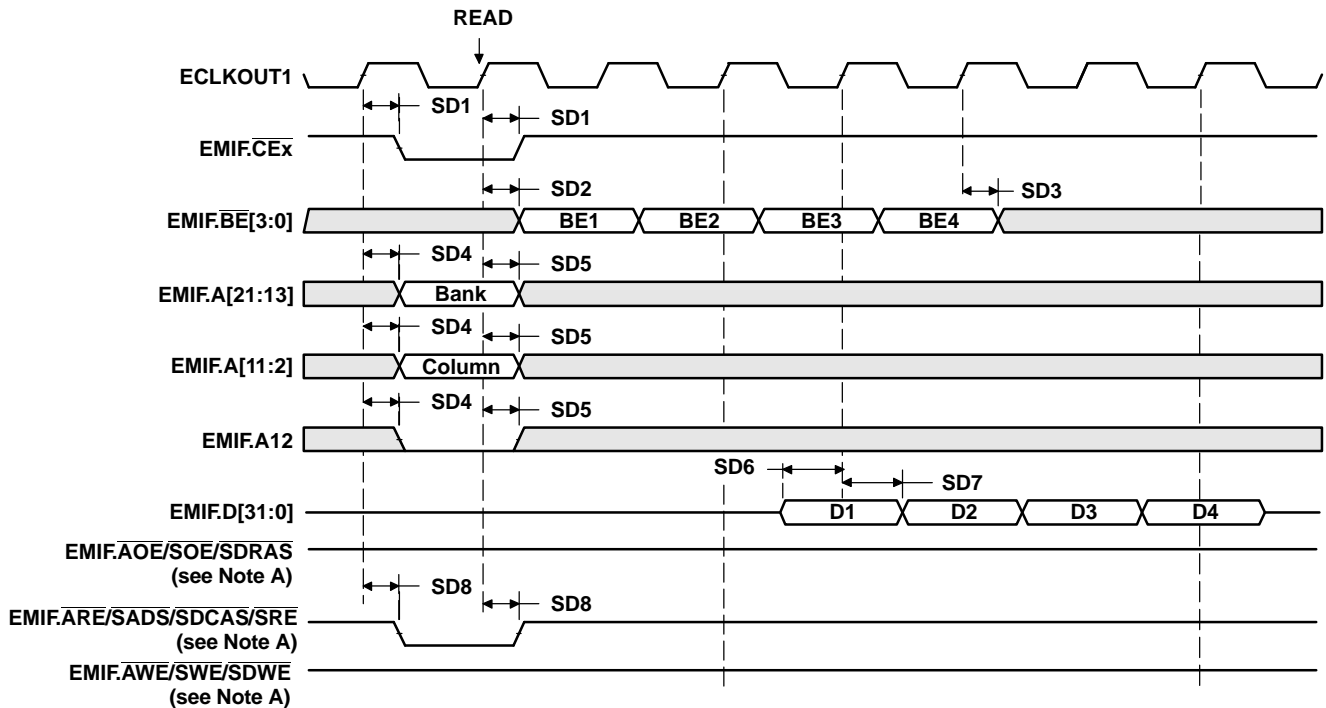 READ
ECLKOUT1
SD1
SD1
EMIF.CEx
SD2
SD3
EMIF.BE[3:0]
BE1 BE2 BE3 BE4
SD4
SD5
EMIF.A[21:13]
Bank
SD4
SD5
EMIF.A[11:2]
Column
SD4
SD5
EMIF.A12
SD6
SD7
EMIF.D[31:0]
D1 D2 D3 D4
EMIF.AOE/SOE/SDRAS
(see Note A)
SD8
SD8
EMIF.ARE/SADS/SDCAS/SRE
(see Note A)
EMIF.AWE/SWE/SDWE
(see Note A)